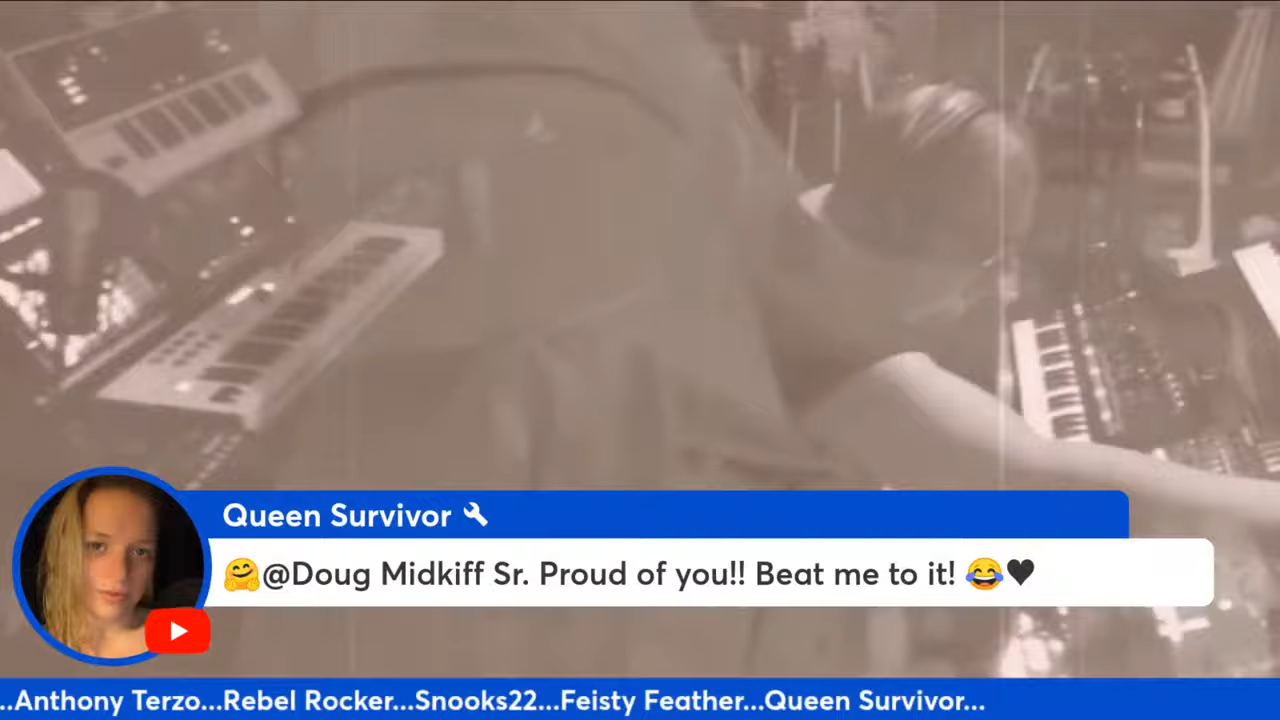 Queen Survivor 🔧
🤗@Doug Midkiff Sr. Proud of you!! Beat me to it! 😂♥
...Anthony Terzo...Rebel Rocker...Snooks22...Feisty Feather...Queen Survivor...